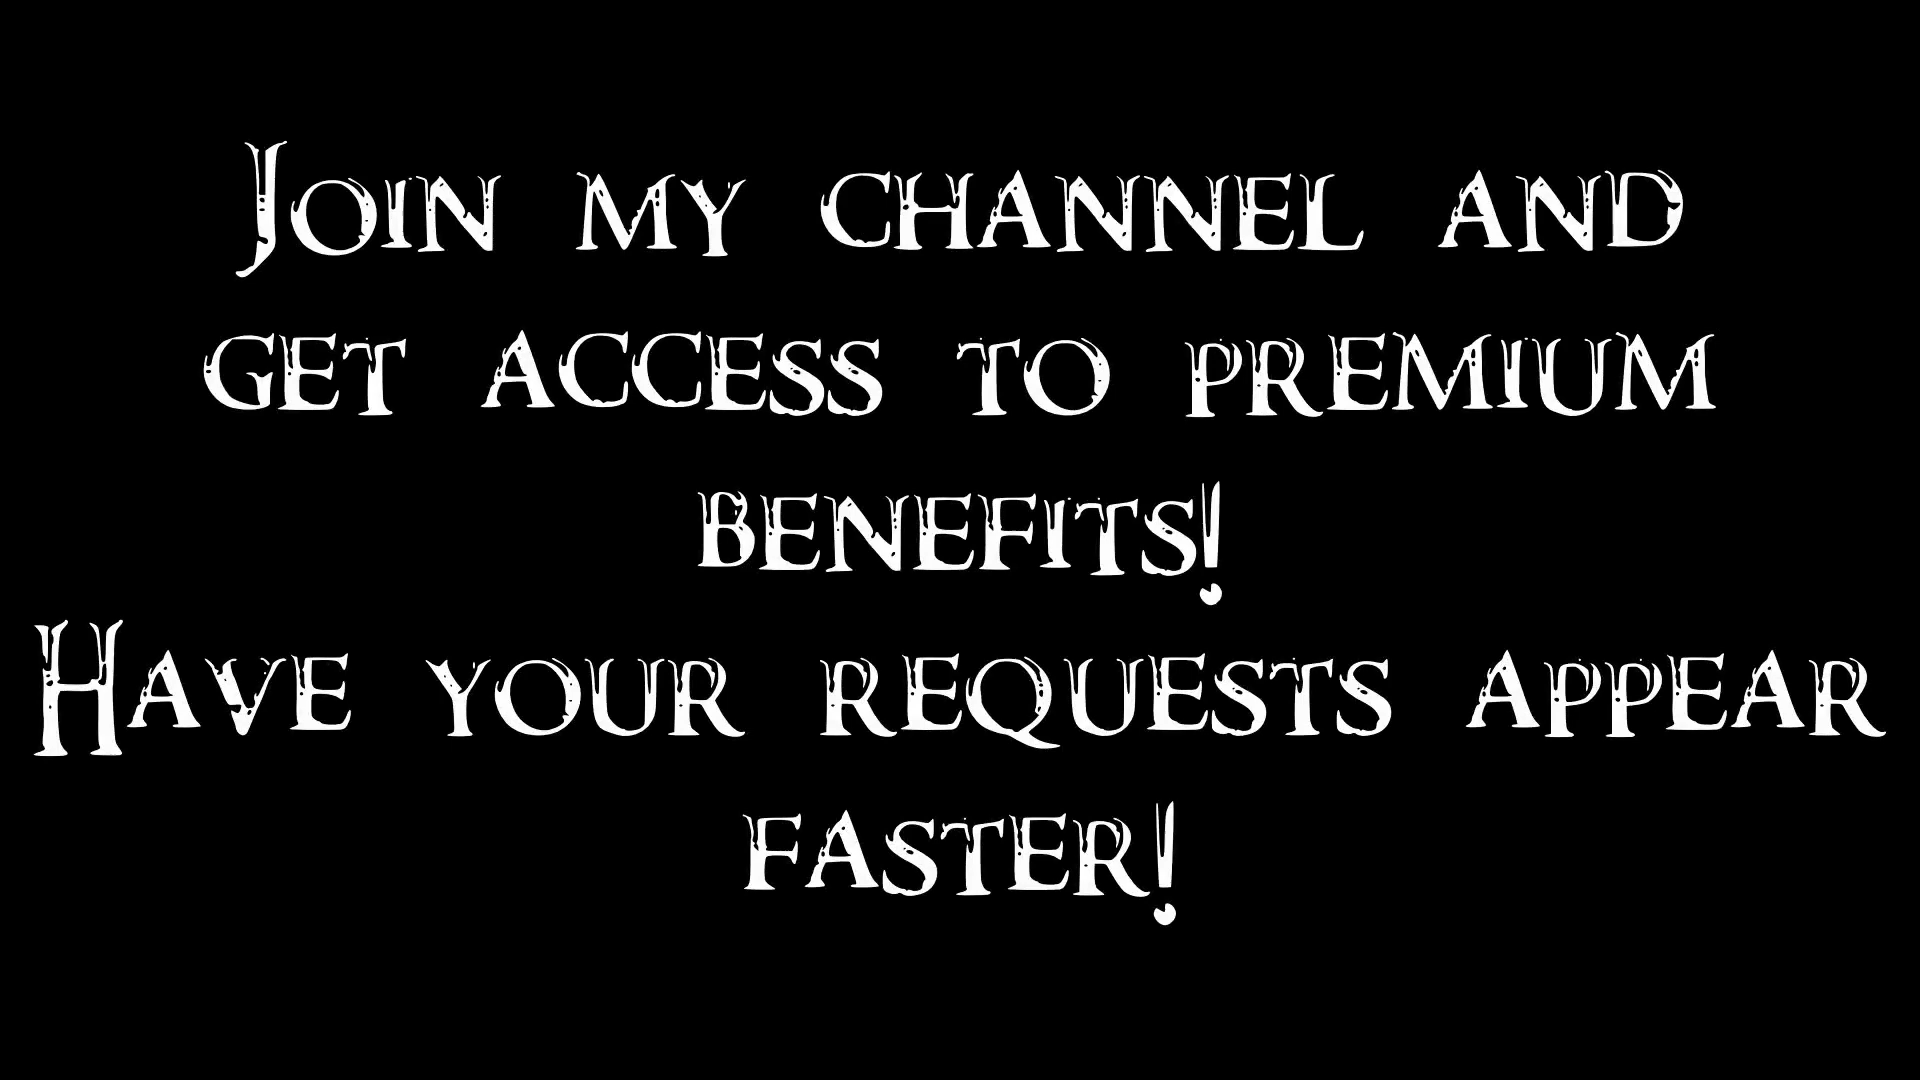 Join my channel and
get access to premium
benefits!
Have your requests appear
faster!